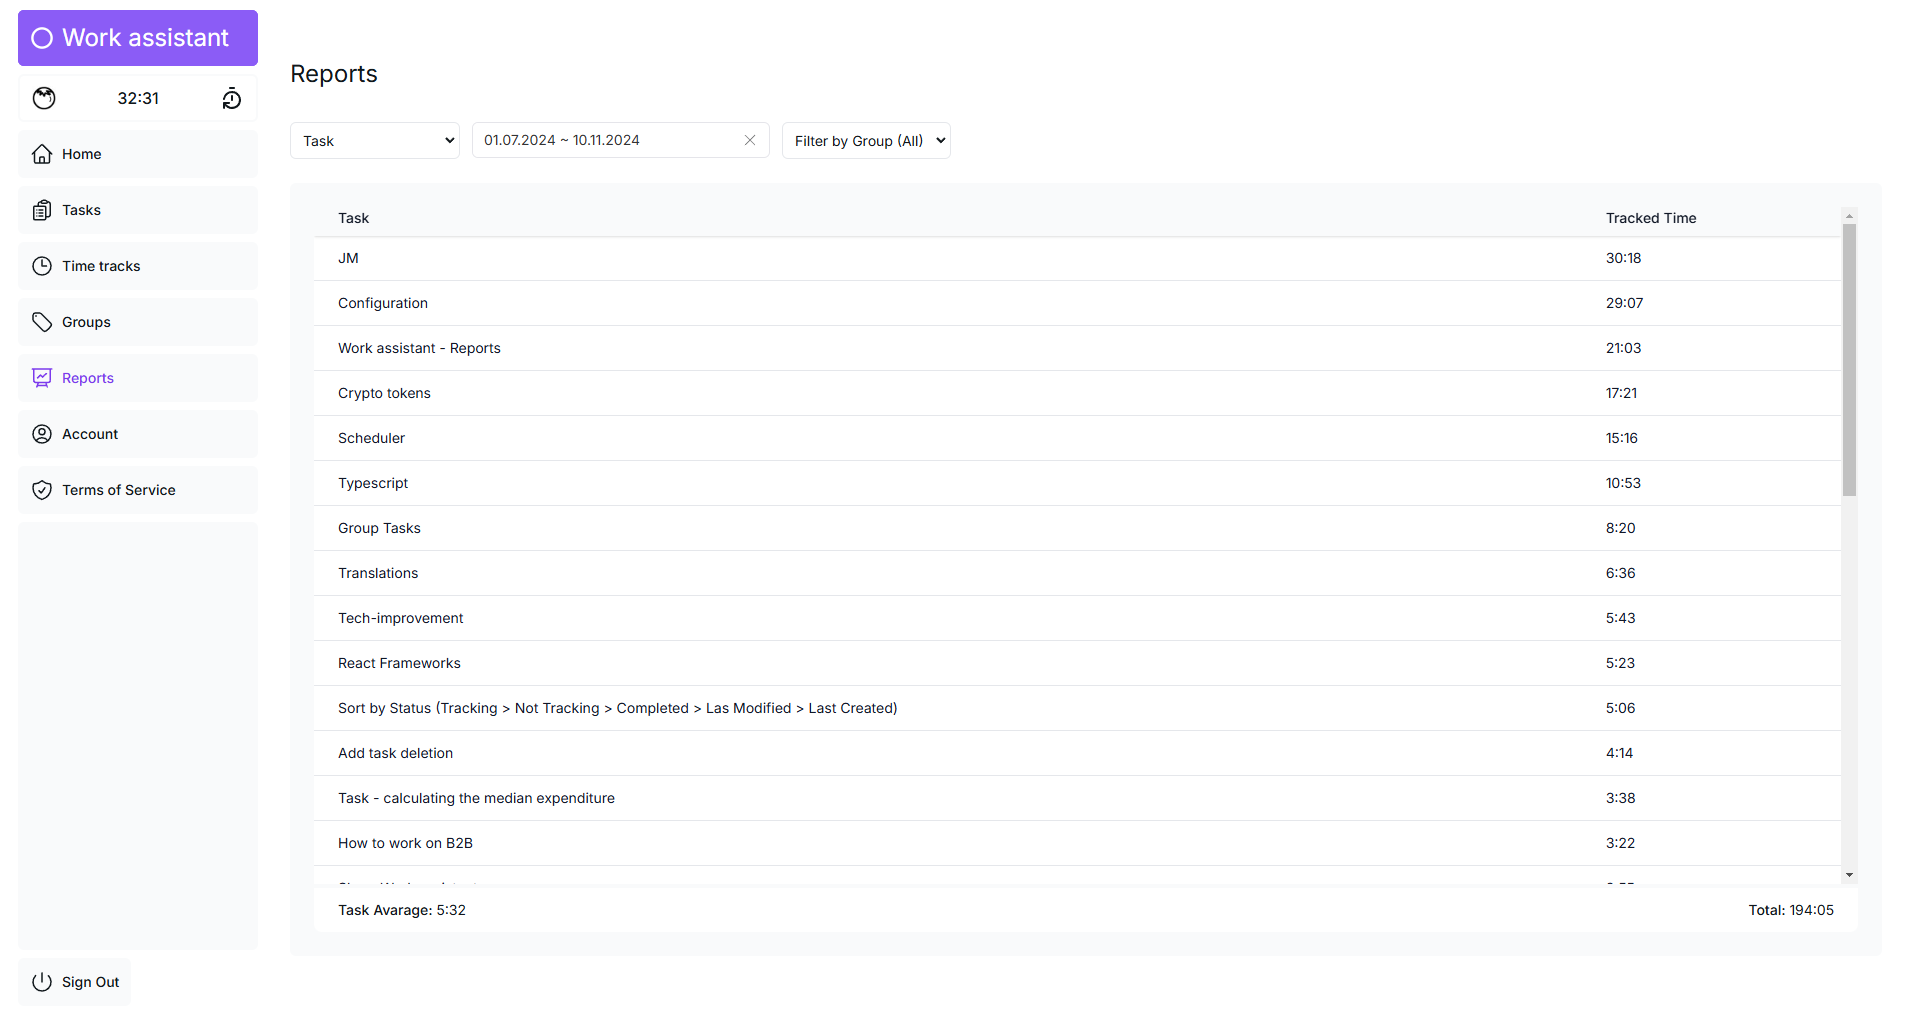 Work assistant
32:31
Home
Tasks
Time tracks
Groups
Reports
Account
Terms of Service
Sign Out
Reports
Task 01.07.2024 ~ 10.11.2024 Filter by Group (All)
Task Tracked Time
JM 30:18
Configuration 29:07
Work assistant - Reports 21:03
Crypto tokens 17:21
Scheduler 15:16
Typescript 10:53
Group Tasks 8:20
Translations 6:36
Tech-improvement 5:43
React Frameworks 5:23
Sort by Status (Tracking > Not Tracking > Completed > Las Modified > Last Created) 5:06
Add task deletion 4:14
Task - calculating the median expenditure 3:38
How to work on B2B 3:22
Task Avarage: 5:32 Total: 194:05